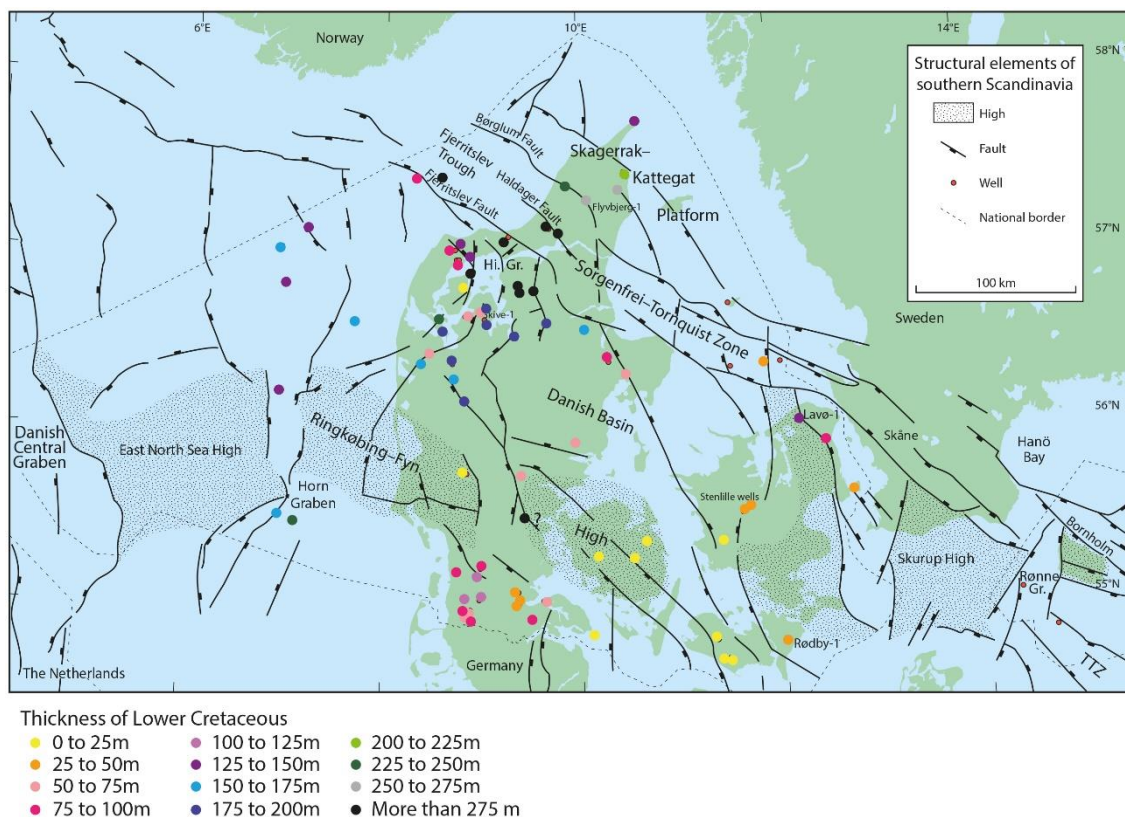 6°E
10°E
14°E
58°N
Norway
Structural elements of
southern Scandinavia
High
Fault
Well
National border
100 km
Børglum Fault
Skagerrak–
Kattegat
Platform
Fjerritslev
Trough
Haldager Fault
Fjerritslev Fault
Flyvbjerg-1
57°N
Hi. Gr.
Sorgenfrei–Tornquist Zone
Skive-1
Sweden
Danish Basin
56°N
Lavø-1
Skåne
Hanö
Bay
Danish
Central
Graben
East North Sea High
Ringkøbing–Fyn
High
Horn
Graben
Stenlille wells
?
Skurup High
Bornholm
Rønne
Gr.
55°N
Rødby-1
TTZ
Germany
The Netherlands
Thickness of Lower Cretaceous
0 to 25m
25 to 50m
50 to 75m
75 to 100m
100 to 125m
125 to 150m
150 to 175m
175 to 200m
200 to 225m
225 to 250m
250 to 275m
More than 275 m